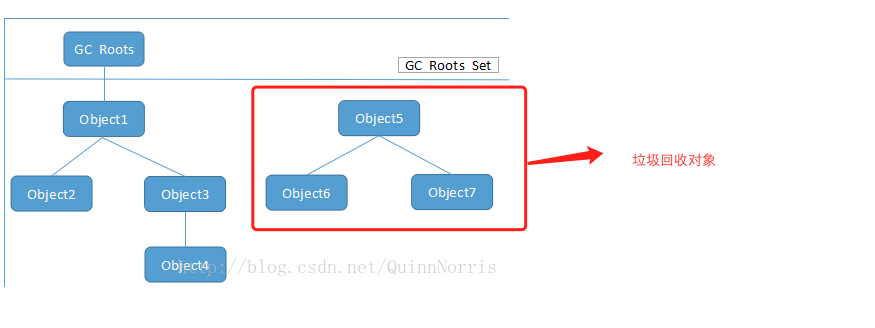 GC Roots
GC Roots Set
Object1
Object5
垃圾回收对象
Object2
Object3
Object6
Object7
Object4
http://blog.csdn.net/QuinnNorris